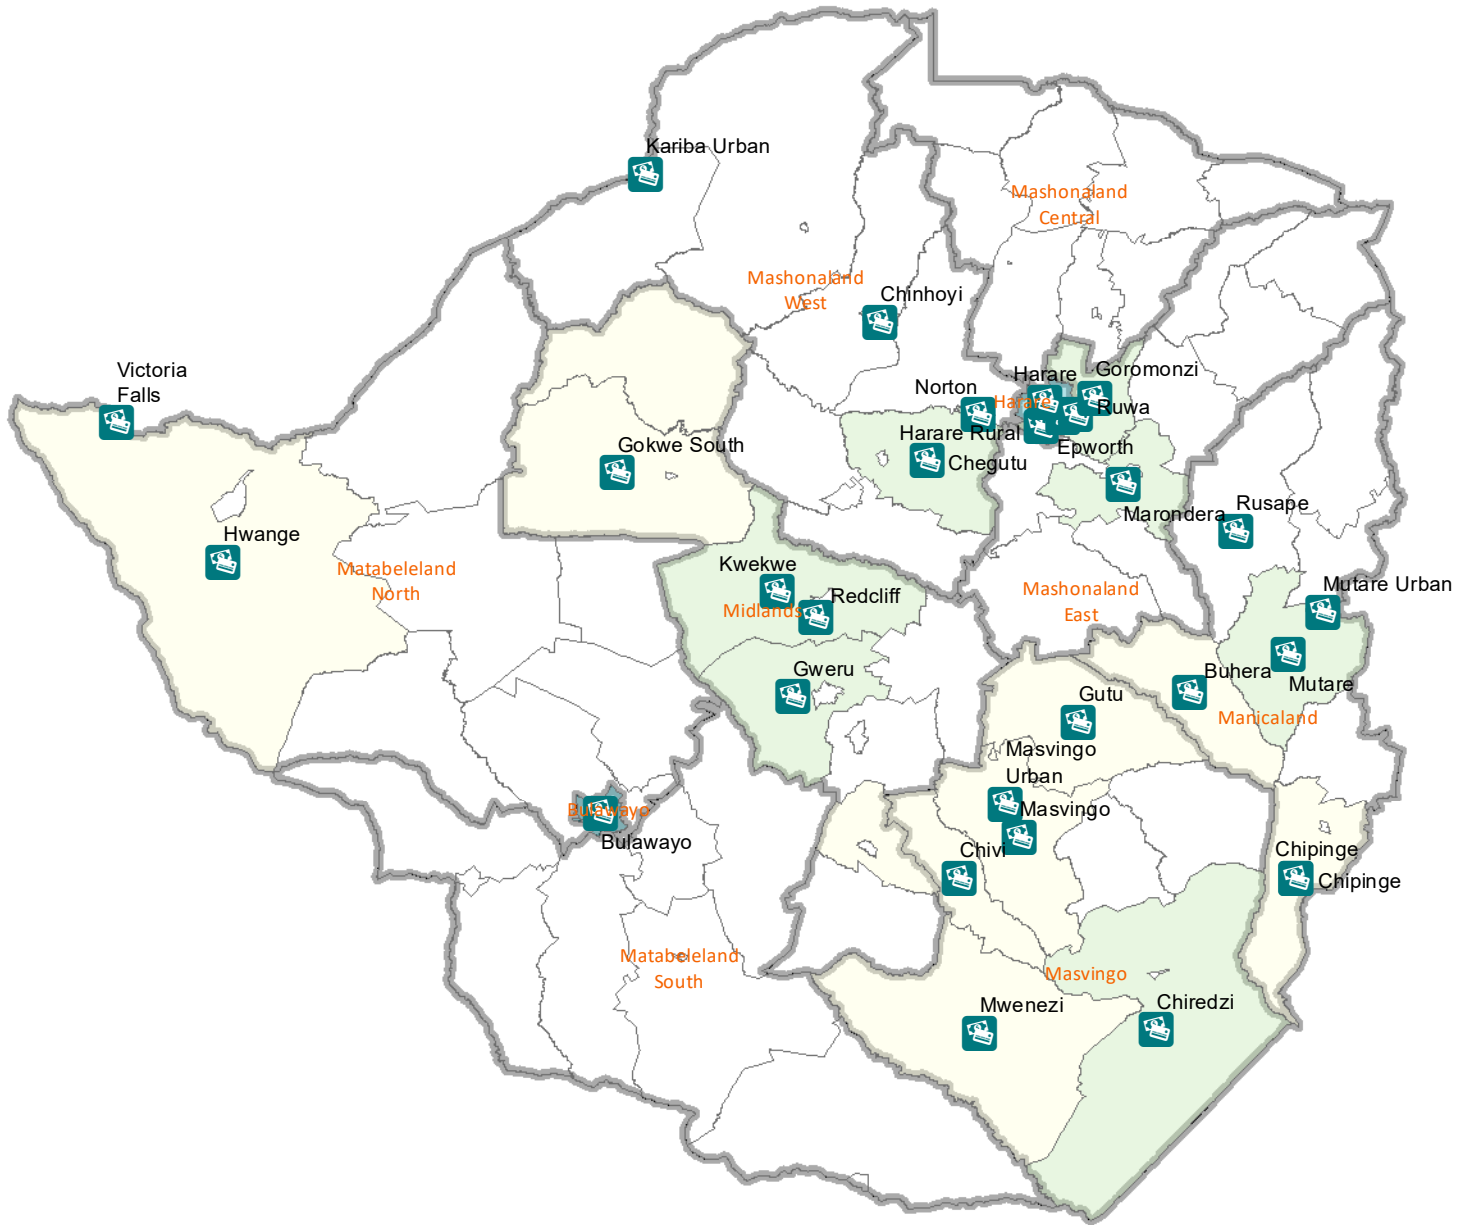 Kariba Urban
Mashonaland
Central
Mashonaland
West
Chinhoyi
Victoria
Falls
Harare
Goromonzi
Norton
Harare
Ruwa
Harare Rural
Epworth
Gokwe South
Chegutu
Marondera
Rusape
Hwange
Matabeleland
North
Kwekwe
Redcliff
Midlands
Mashonaland
East
Mutare Urban
Gweru
Buhera
Mutare
Gutu
Manicaland
Masvingo
Urban
Masvingo
Bulawayo
Bulawayo
Chivi
Chipinge
Chipinge
Matabeleland
South
Masvingo
Mwenezi
Chiredzi